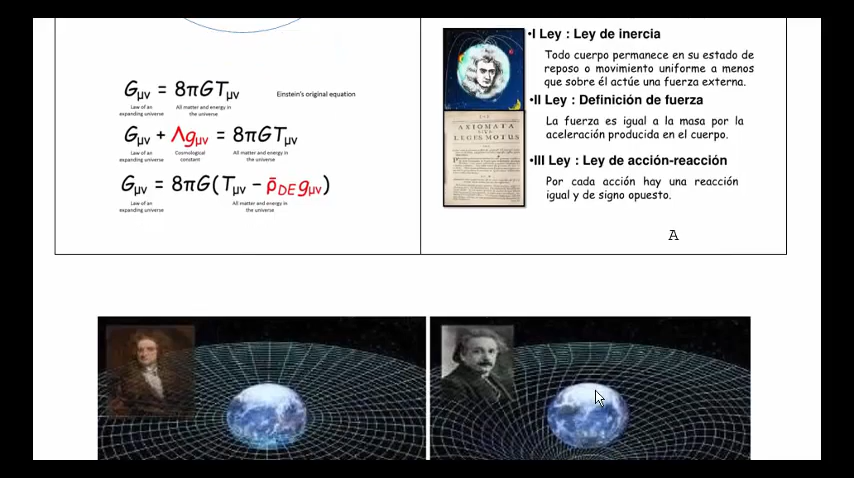 Gμν = 8πGTμν
Einstein's original equation
Law of an
expanding universe
All matter and energy in
the universe
Gμν + Λgμν = 8πGTμν
Law of an
expanding universe
Cosmological
constant
All matter and energy in
the universe
Gμν = 8πG(Tμν − ρ̄DE gμν)
Law of an
expanding universe
All matter and energy in
the universe
•I Ley : Ley de inercia
Todo cuerpo permanece en su estado de
reposo o movimiento uniforme a menos
que sobre él actúe una fuerza externa.
•II Ley : Definición de fuerza
La fuerza es igual a la masa por la
aceleración producida en el cuerpo.
•III Ley : Ley de acción-reacción
Por cada acción hay una reacción
igual y de signo opuesto.
AXIOMATA
LEGES MOTUS
A